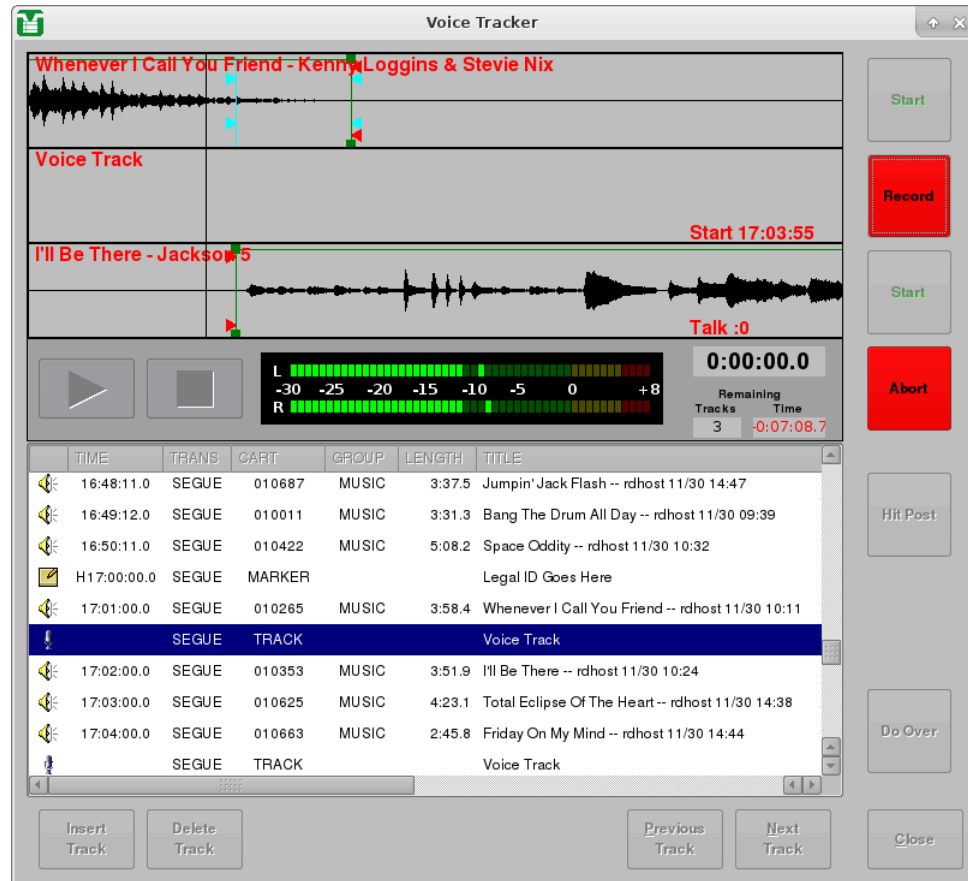 Voice Tracker
Whenever I Call You Friend - Kenny Loggins & Stevie Nix
Start
Voice Track
Record
Start 17:03:55
I'll Be There - Jackson 5
Start
Talk :0
L
-30 -25 -20 -15 -10 -5 0 +8
R
0:00:00.0
Remaining
Tracks Time
3 -0:07:08.7
Abort
TIME TRANS CART GROUP LENGTH TITLE
16:48:11.0 SEGUE 010687 MUSIC 3:37.5 Jumpin' Jack Flash -- rdhost 11/30 14:47
16:49:12.0 SEGUE 010011 MUSIC 3:31.3 Bang The Drum All Day -- rdhost 11/30 09:39
16:50:11.0 SEGUE 010422 MUSIC 5:08.2 Space Oddity -- rdhost 11/30 10:32
H17:00:00.0 SEGUE MARKER Legal ID Goes Here
17:01:00.0 SEGUE 010265 MUSIC 3:58.4 Whenever I Call You Friend -- rdhost 11/30 10:11
SEGUE TRACK Voice Track
17:02:00.0 SEGUE 010353 MUSIC 3:51.9 I'll Be There -- rdhost 11/30 10:24
17:03:00.0 SEGUE 010625 MUSIC 4:23.1 Total Eclipse Of The Heart -- rdhost 11/30 14:38
17:04:00.0 SEGUE 010663 MUSIC 2:45.8 Friday On My Mind -- rdhost 11/30 14:44
SEGUE TRACK Voice Track
Hit Post
Do Over
Insert Track
Delete Track
Previous Track
Next Track
Close